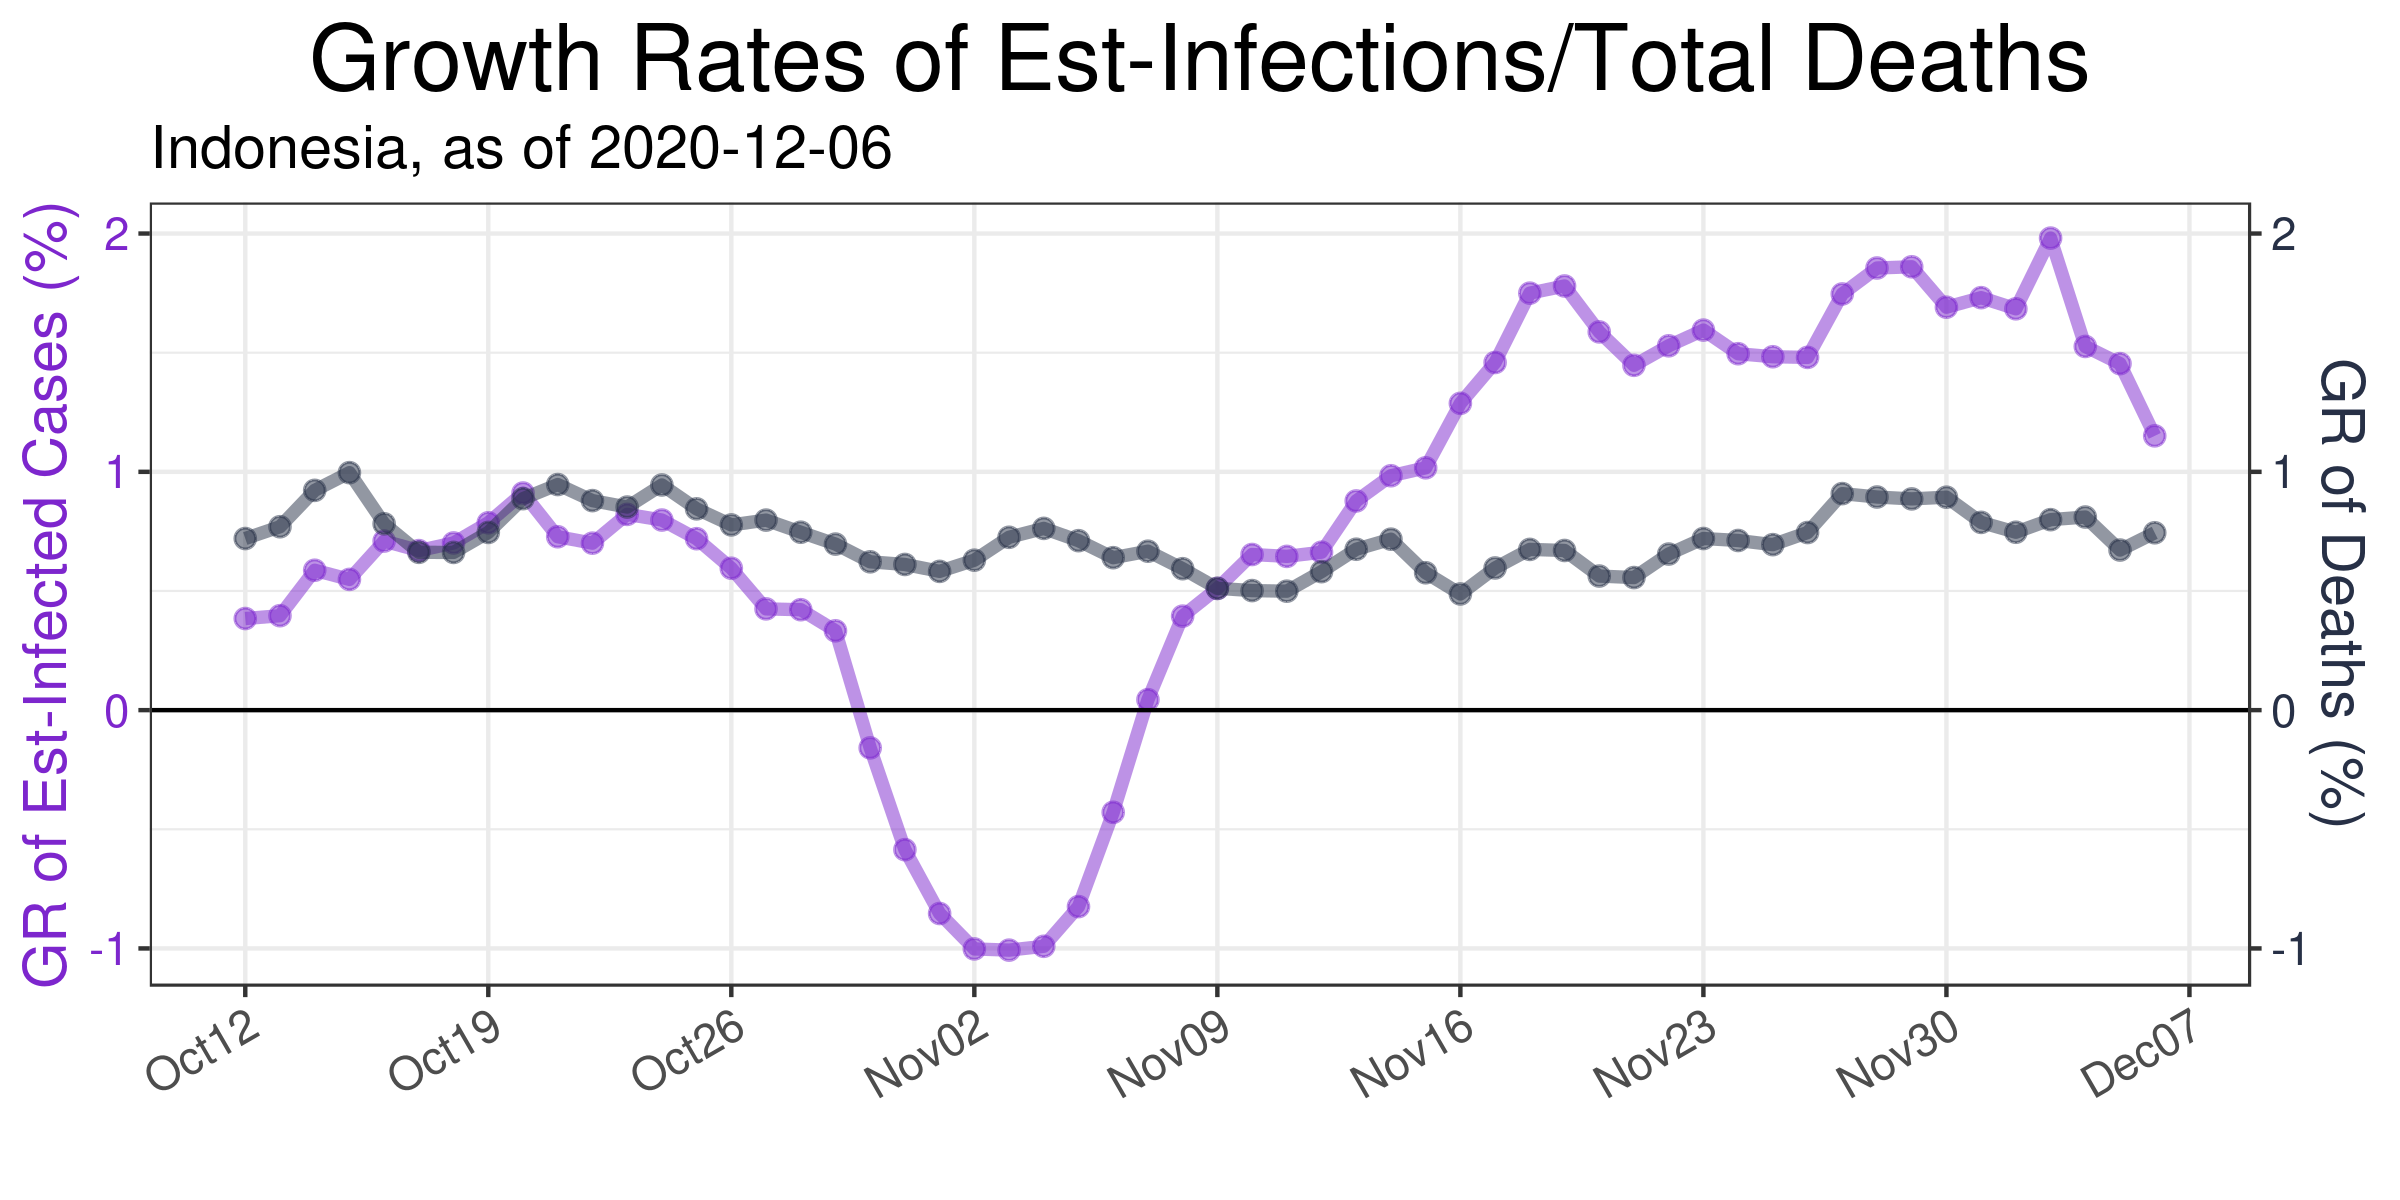 Growth Rates of Est-Infections/Total Deaths
Indonesia, as of 2020-12-06
GR of Est-Infected Cases (%)
2
1
0
-1
2
1
0
-1
GR of Deaths (%)
Oct12
Oct19
Oct26
Nov02
Nov09
Nov16
Nov23
Nov30
Dec07